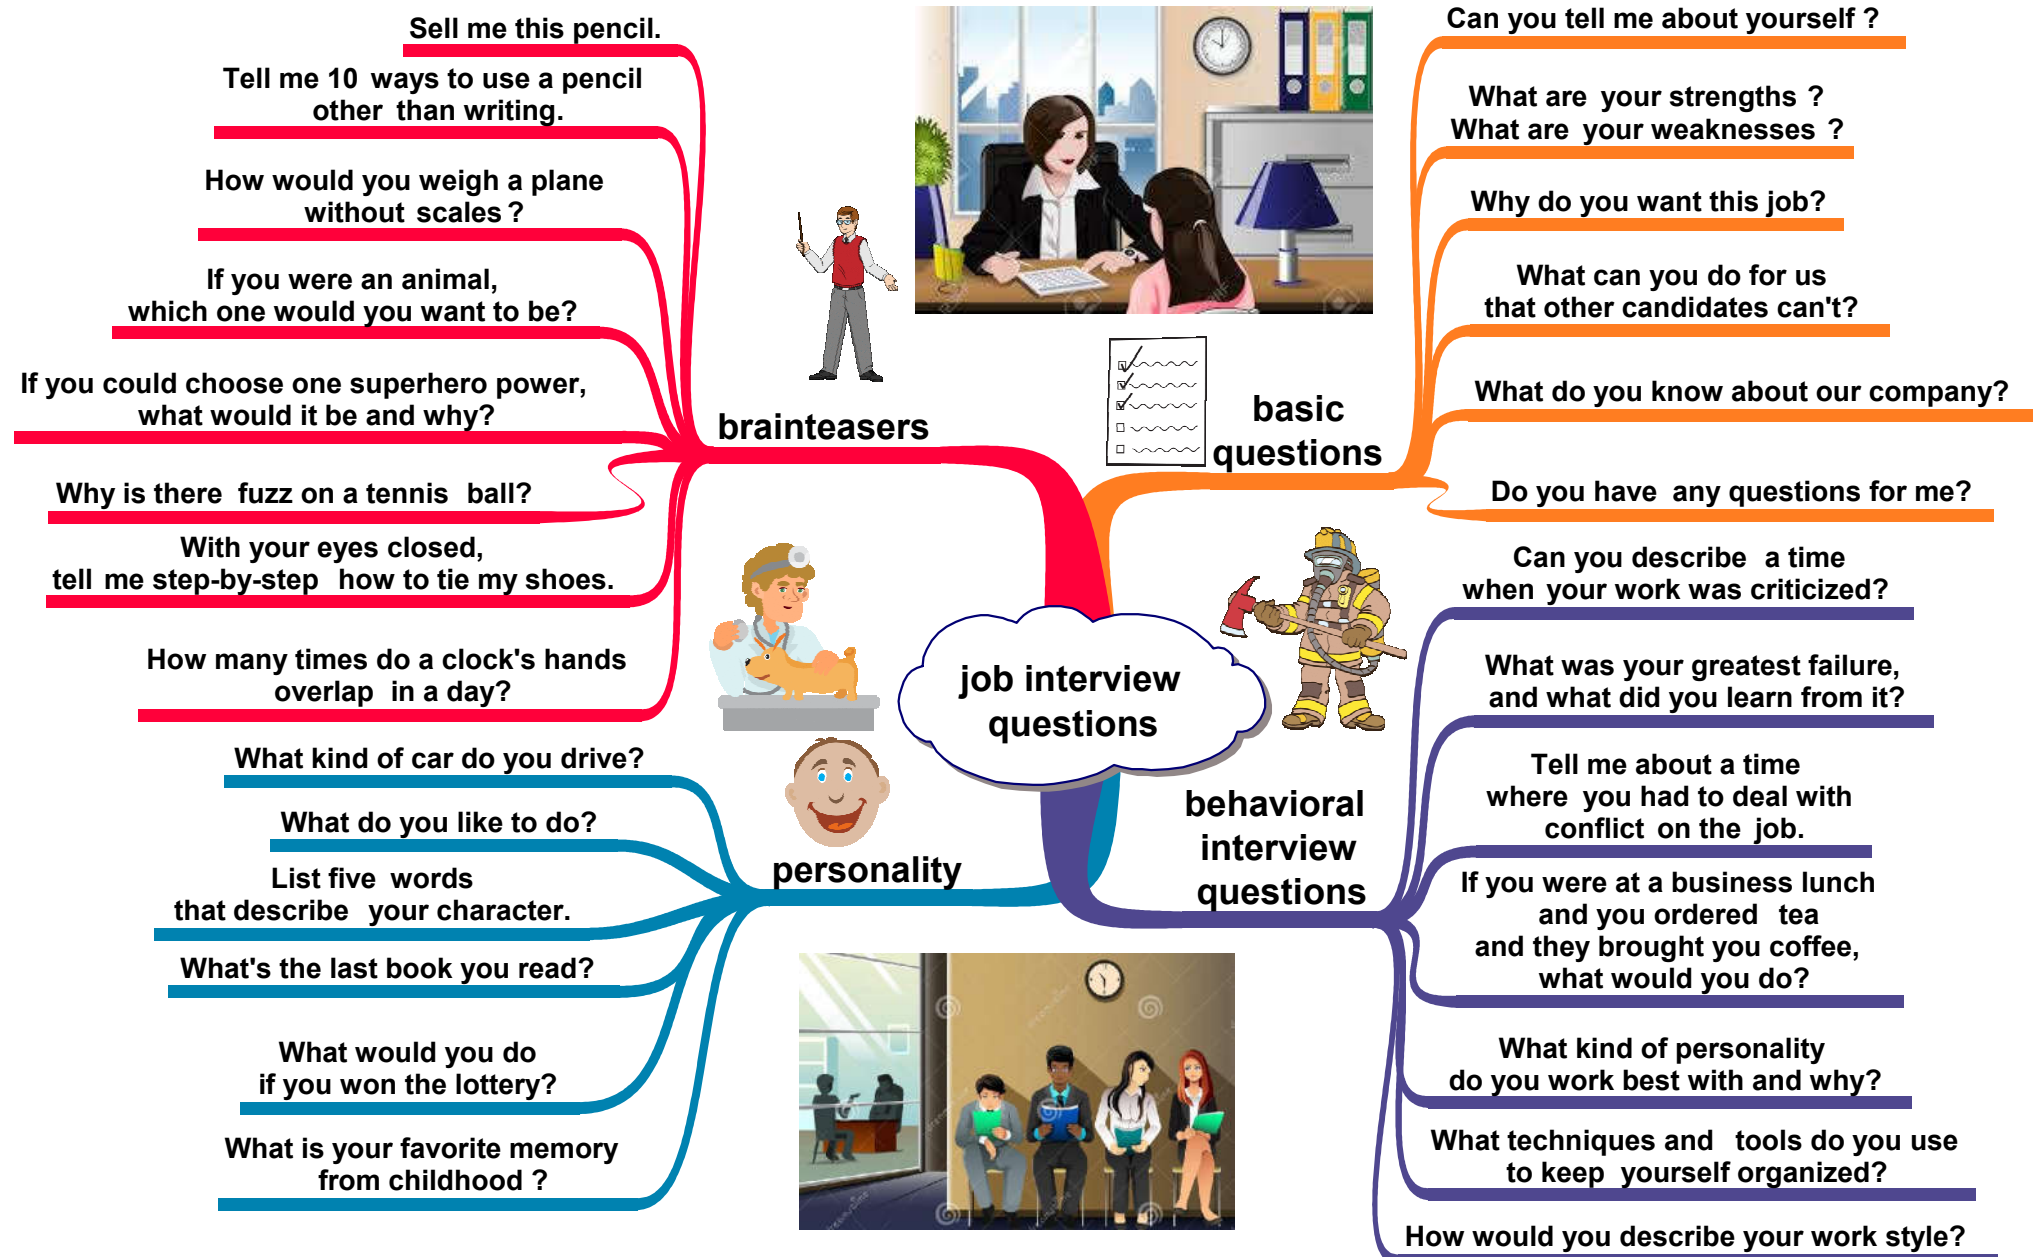 Sell me this pencil.
Tell me 10 ways to use a pencil
other than writing.
How would you weigh a plane
without scales ?
If you were an animal,
which one would you want to be?
If you could choose one superhero power,
what would it be and why?
Why is there fuzz on a tennis ball?
With your eyes closed,
tell me step-by-step how to tie my shoes.
How many times do a clock's hands
overlap in a day?
brainteasers
What kind of car do you drive?
What do you like to do?
List five words
that describe your character.
What's the last book you read?
What would you do
if you won the lottery?
What is your favorite memory
from childhood ?
personality
job interview
questions
basic
questions
Can you tell me about yourself ?
What are your strengths ?
What are your weaknesses ?
Why do you want this job?
What can you do for us
that other candidates can't?
What do you know about our company?
Do you have any questions for me?
behavioral
interview
questions
Can you describe a time
when your work was criticized?
What was your greatest failure,
and what did you learn from it?
Tell me about a time
where you had to deal with
conflict on the job.
If you were at a business lunch
and you ordered tea
and they brought you coffee,
what would you do?
What kind of personality
do you work best with and why?
What techniques and tools do you use
to keep yourself organized?
How would you describe your work style?